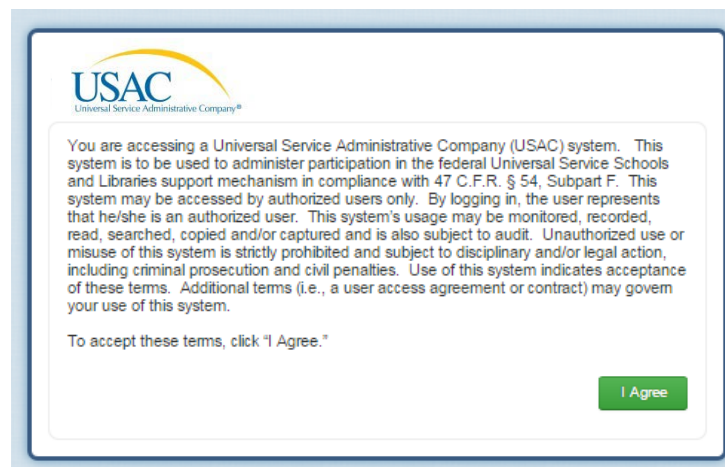 USAC
Universal Service Administrative Company®
You are accessing a Universal Service Administrative Company (USAC) system. This
system is to be used to administer participation in the federal Universal Service Schools
and Libraries support mechanism in compliance with 47 C.F.R. § 54, Subpart F. This
system may be accessed by authorized users only. By logging in, the user represents
that he/she is an authorized user. This system's usage may be monitored, recorded,
read, searched, copied and/or captured and is also subject to audit. Unauthorized use or
misuse of this system is strictly prohibited and subject to disciplinary and/or legal action,
including criminal prosecution and civil penalties. Use of this system indicates acceptance
of these terms. Additional terms (i.e., a user access agreement or contract) may govern
your use of this system.
To accept these terms, click “I Agree.”
I Agree